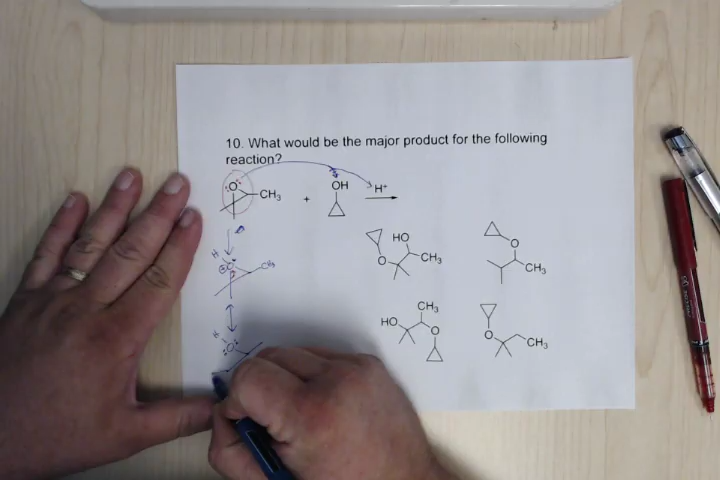 10. What would be the major product for the following
reaction?
O
CH₃
+
OH
H⁺
H
O
CH₃
H
O
HO
O
CH₃
O
CH₃
CH₃
HO
O
O
CH₃